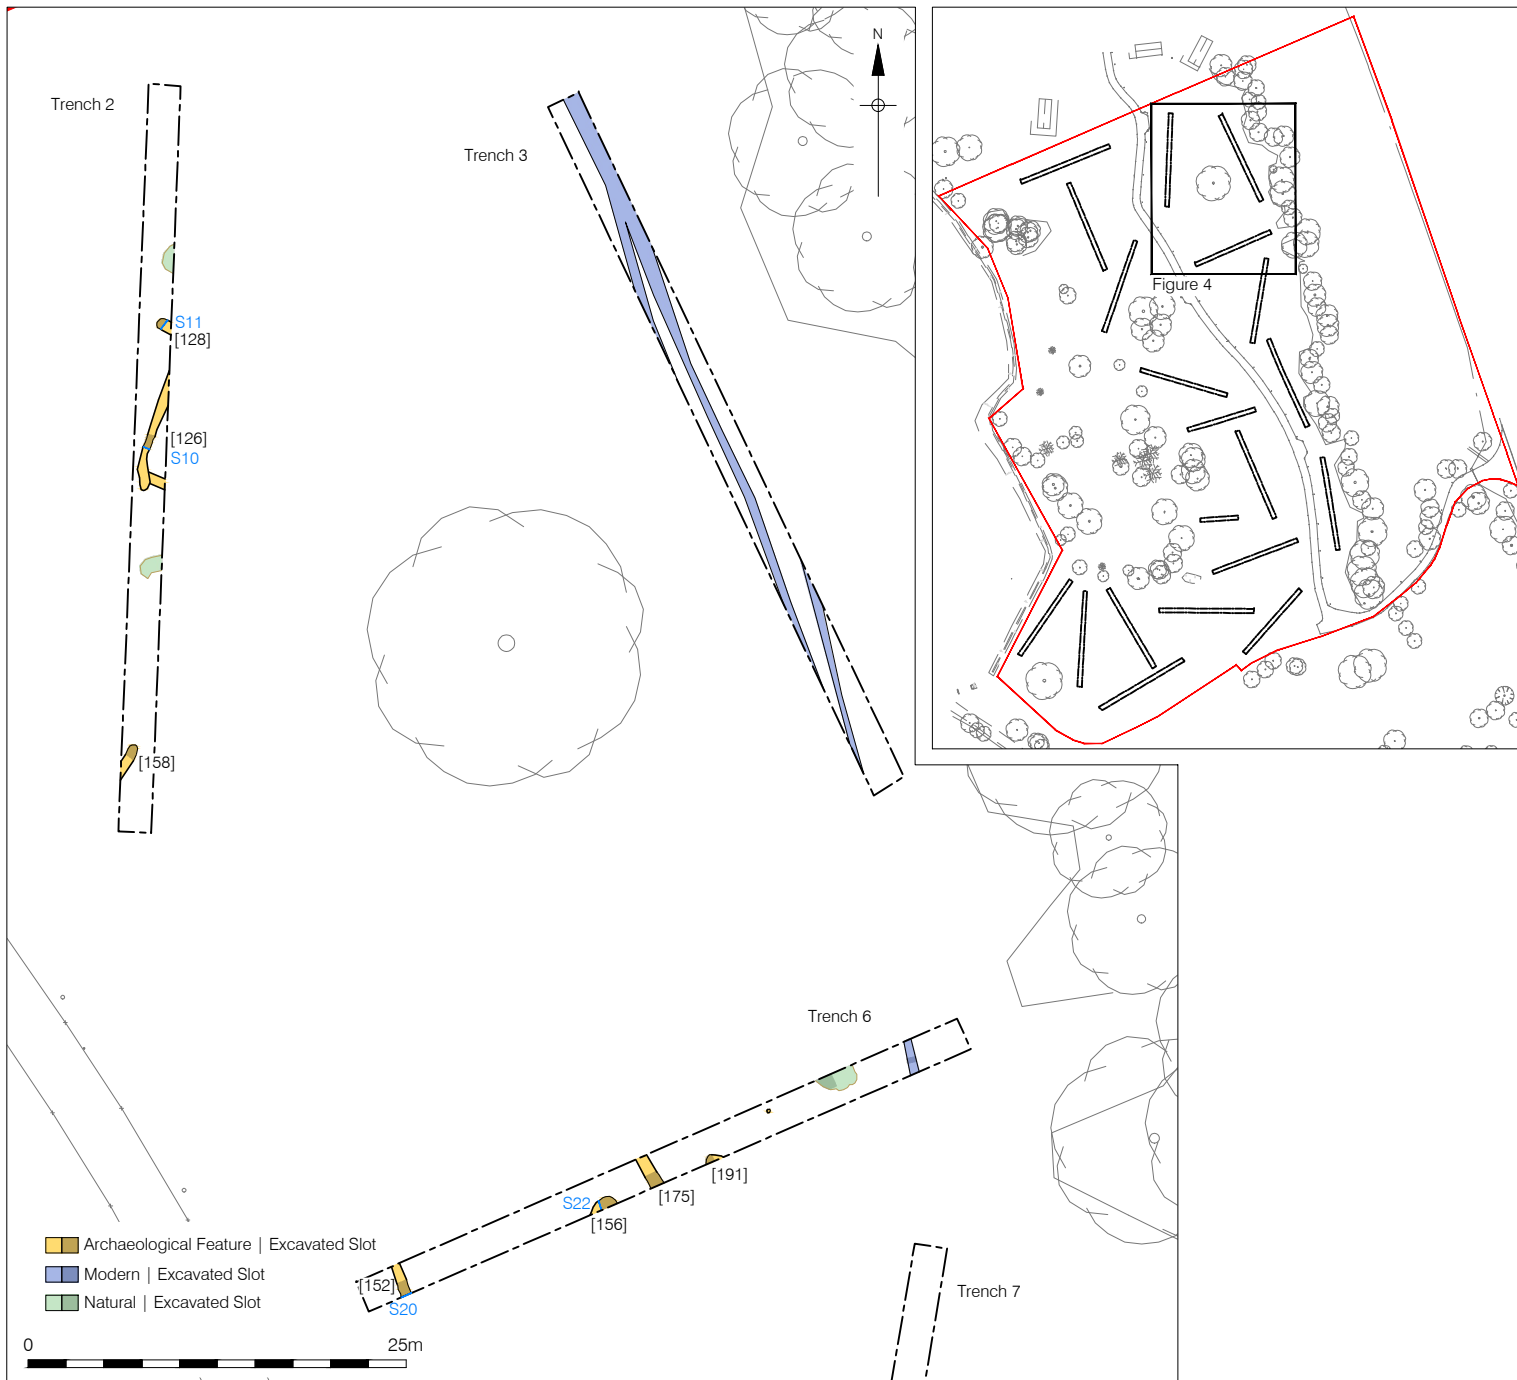 Trench 2
Trench 3
N
Figure 4
S11
[128]
[126]
S10
[158]
Trench 6
[191]
[175]
S22
[156]
[152]
S20
Trench 7
Archaeological Feature | Excavated Slot
Modern | Excavated Slot
Natural | Excavated Slot
0 25m